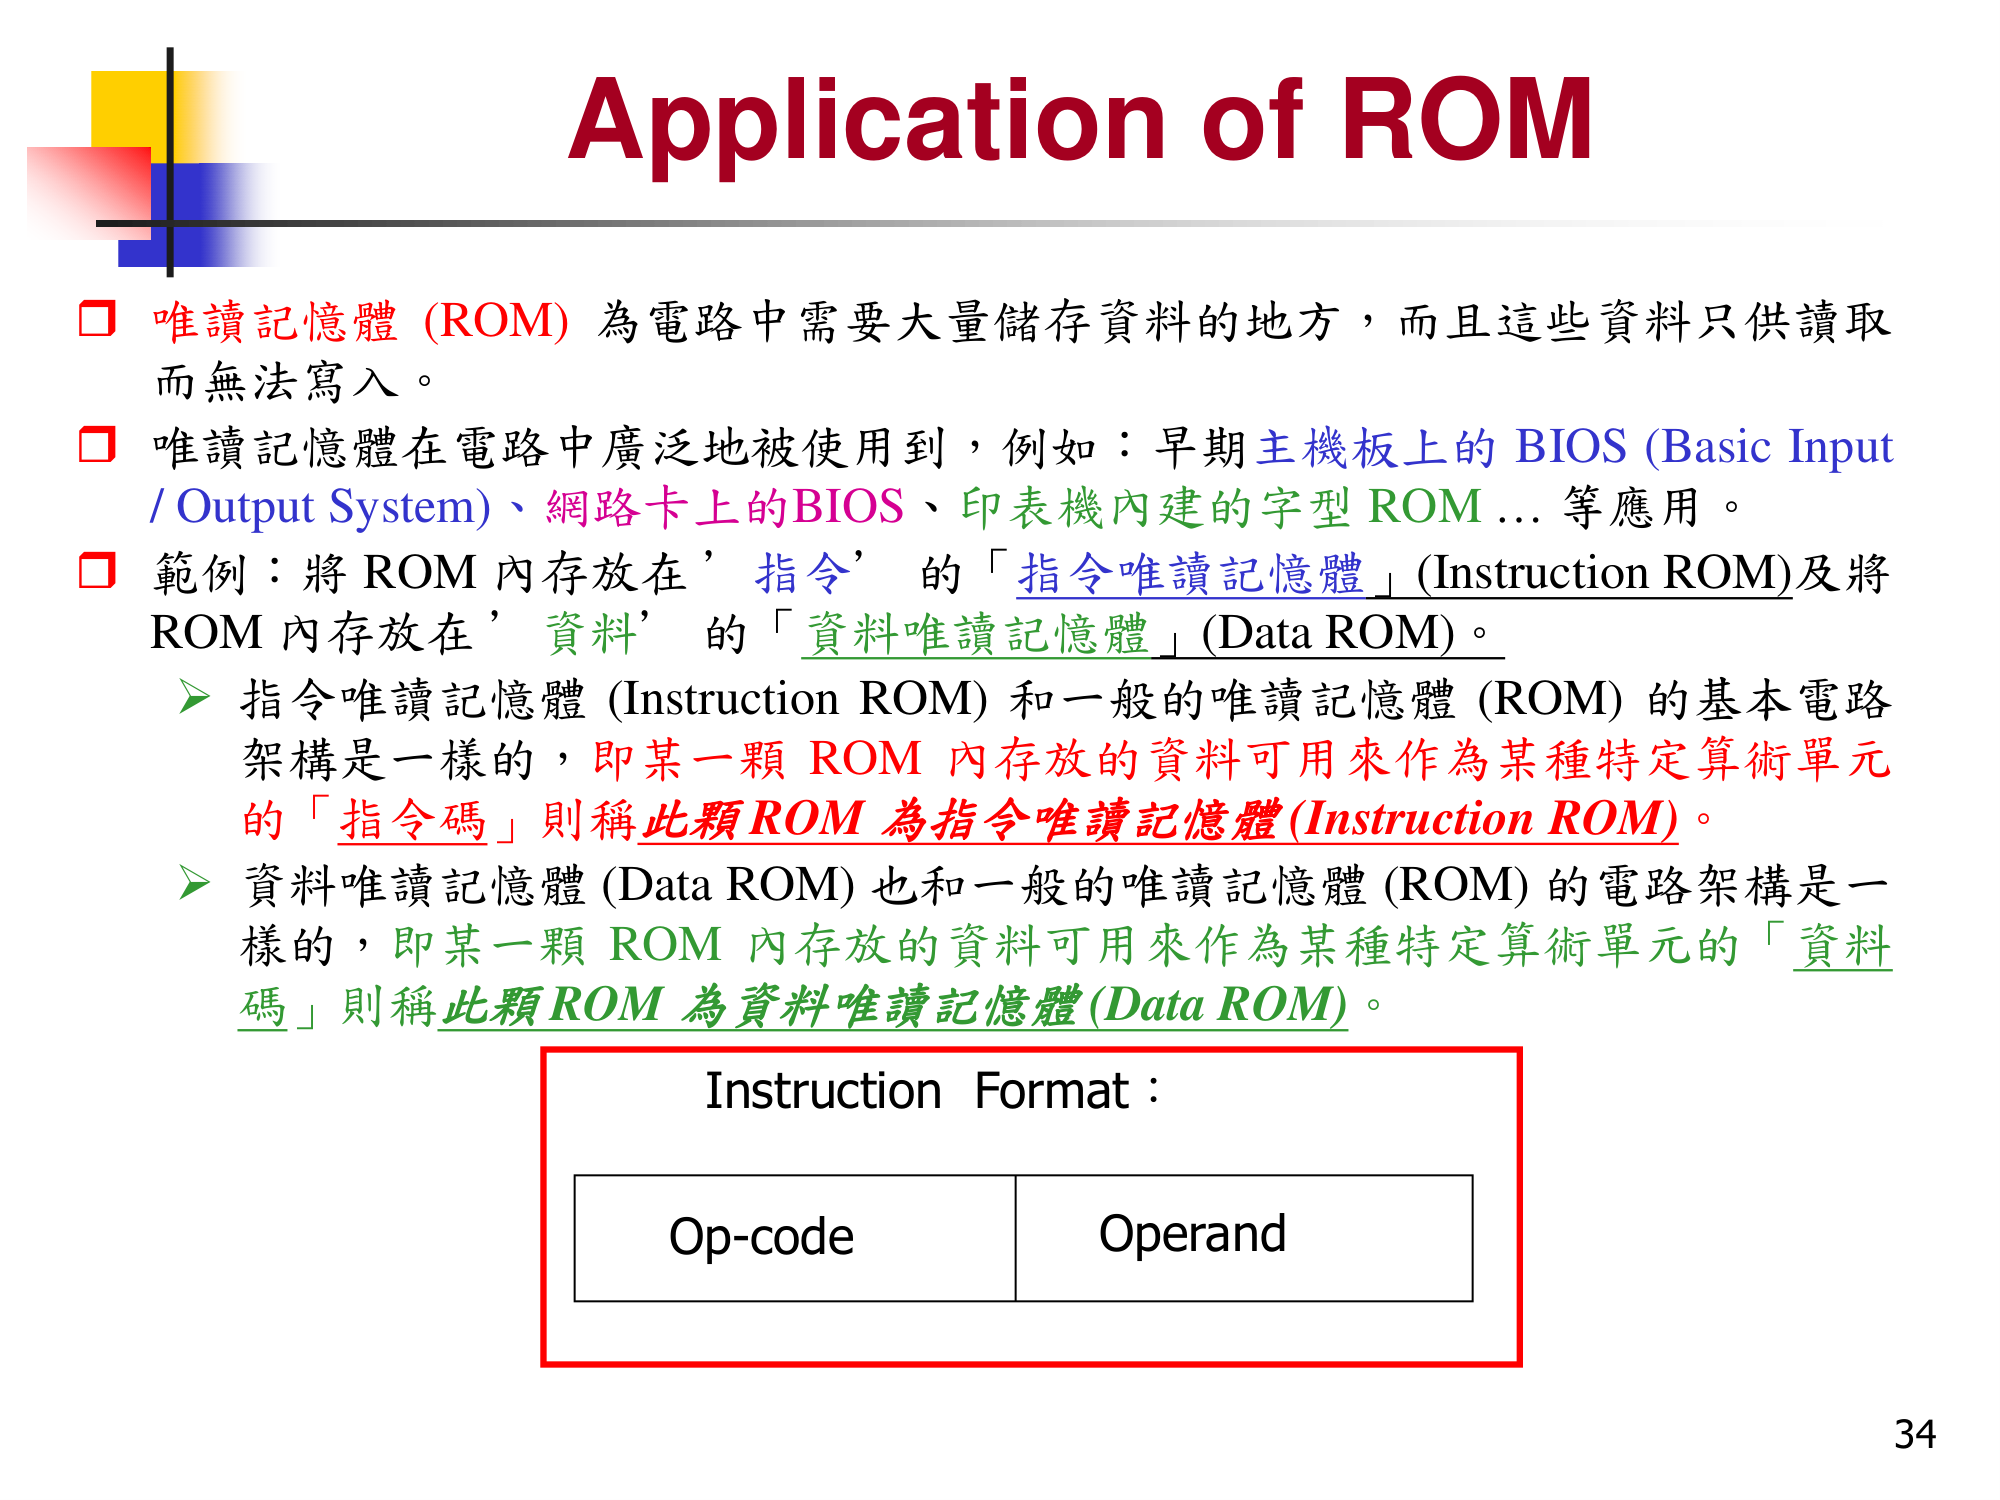 Application of ROM
唯讀記憶體 (ROM) 為電路中需要大量儲存資料的地方，而且這些資料只供讀取
而無法寫入。
唯讀記憶體在電路中廣泛地被使用到，例如：早期主機板上的 BIOS (Basic Input
/ Output System)、網路卡上的BIOS、印表機內建的字型 ROM … 等應用。
範例：將 ROM 內存放在 ’指令’ 的「指令唯讀記憶體」(Instruction ROM)及將
ROM 內存放在 ’資料’ 的「資料唯讀記憶體」(Data ROM)。
指令唯讀記憶體 (Instruction ROM) 和一般的唯讀記憶體 (ROM) 的基本電路
架構是一樣的，即某一顆 ROM 內存放的資料可用來作為某種特定算術單元
的「指令碼」則稱此顆ROM 為指令唯讀記憶體(Instruction ROM)。
資料唯讀記憶體 (Data ROM) 也和一般的唯讀記憶體 (ROM) 的電路架構是一
樣的，即某一顆 ROM 內存放的資料可用來作為某種特定算術單元的「資料
碼」則稱此顆ROM 為資料唯讀記憶體(Data ROM)。
Instruction Format：
Op-code Operand
34